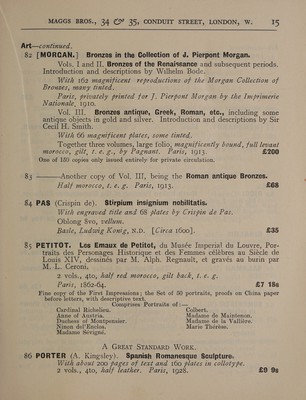 MAGGS BROS., 34 & 35, CONDUIT STREET, LONDON, W. 15
Art—continued.
82 [MORGAN.] Bronzes in the Collection of J. Pierpont Morgan.
Vols. I and II, Bronzes of the Renaissance and subsequent periods.
Introduction and descriptions by Wilhelm Bode.
With 162 magnificent reproductions of the Morgan Collection of
Bronzes, many tinted.
Paris, privately printed for J. Pierpont Morgan by the Imprimerie
Nationale, 1910.
Vol. III. Bronzes antique, Greek, Roman, etc., including some
antique objects in gold and silver. Introduction and descriptions by Sir
Cecil H. Smith.
With 66 magnificent plates, some tinted.
Together three volumes, large folio, magnificently bound, full levant
morocco, gilt, t. e. g., by Pagnant. Paris, 1913. £200
One of 150 copies only issued entirely for private circulation.
83 ———Another copy of Vol. III, being the Roman antique Bronzes.
Half morocco, t. e. g. Paris, 1913. £68
84 PAS (Crispin de). Stirpium insignium nobilitatis.
With engraved title and 68 plates by Crispin de Pas.
Oblong 8vo, vellum.
Basle, Ludwig Konig, N.D. [Circa 1600]. £35
85 PETITOT. Les Emaux de Petitot, du Musée Imperial du Louvre, Por-
traits des Personages Historique et des Femmes célèbres au Siècle de
Louis XIV, dessinés par M. Alph. Regnault, et gravés au burin par
M. L. Ceroni.
2 vols., 4to, half red morocco, gilt back, t. e. g.
Paris, 1862-64. £7 18s
Fine copy of the First Impressions; the Set of 50 portraits, proofs on China paper
before letters, with descriptive text.
Comprises Portraits of:—
Cardinal Richelieu. Colbert.
Anne of Austria. Madame de Maintenon.
Duchess of Montpensier. Madame de la Vallière.
Ninon del'Enclos. Marie Thérèse.
Madame Sévigné.
A GREAT STANDARD WORK.
86 PORTER (A. Kingsley). Spanish Romanesque Sculpture.
With about 200 pages of text and 160 plates in collotype.
2 vols., 4to, half leather. Paris, 1928. £9 9s